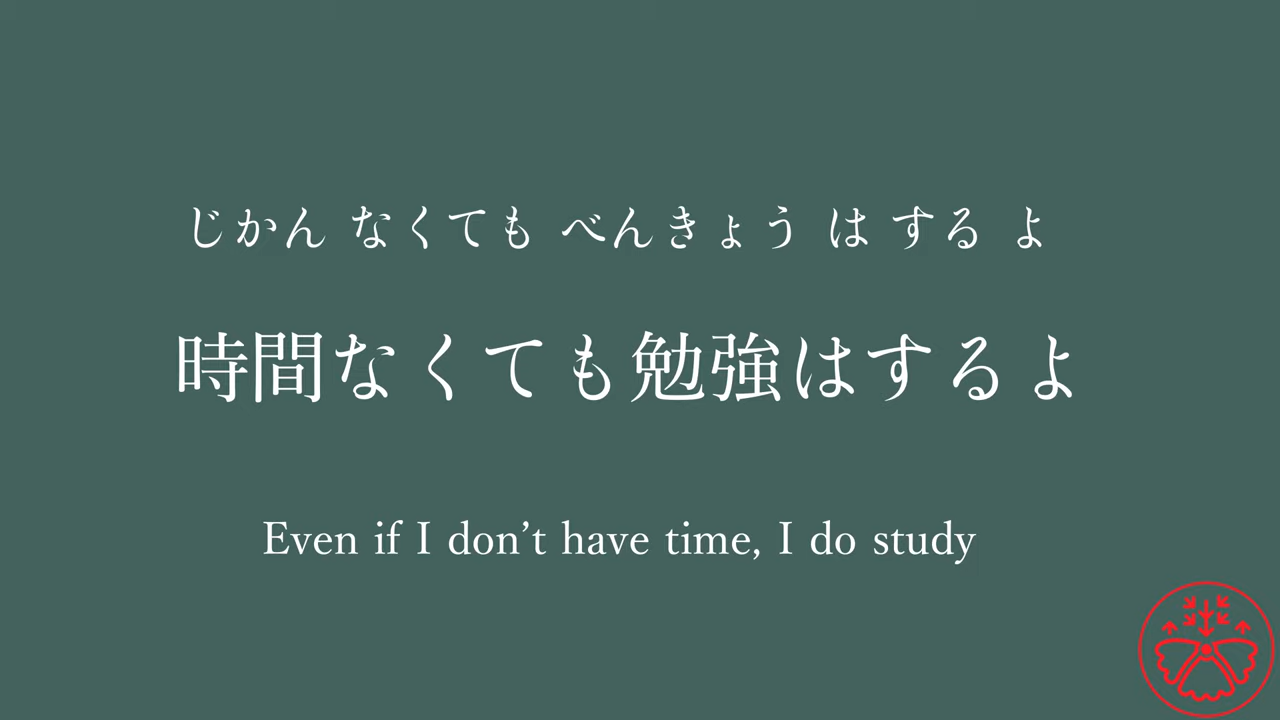 じかん なくても べんきょう は する よ
時間なくても勉強はするよ
Even if I don’t have time, I do study